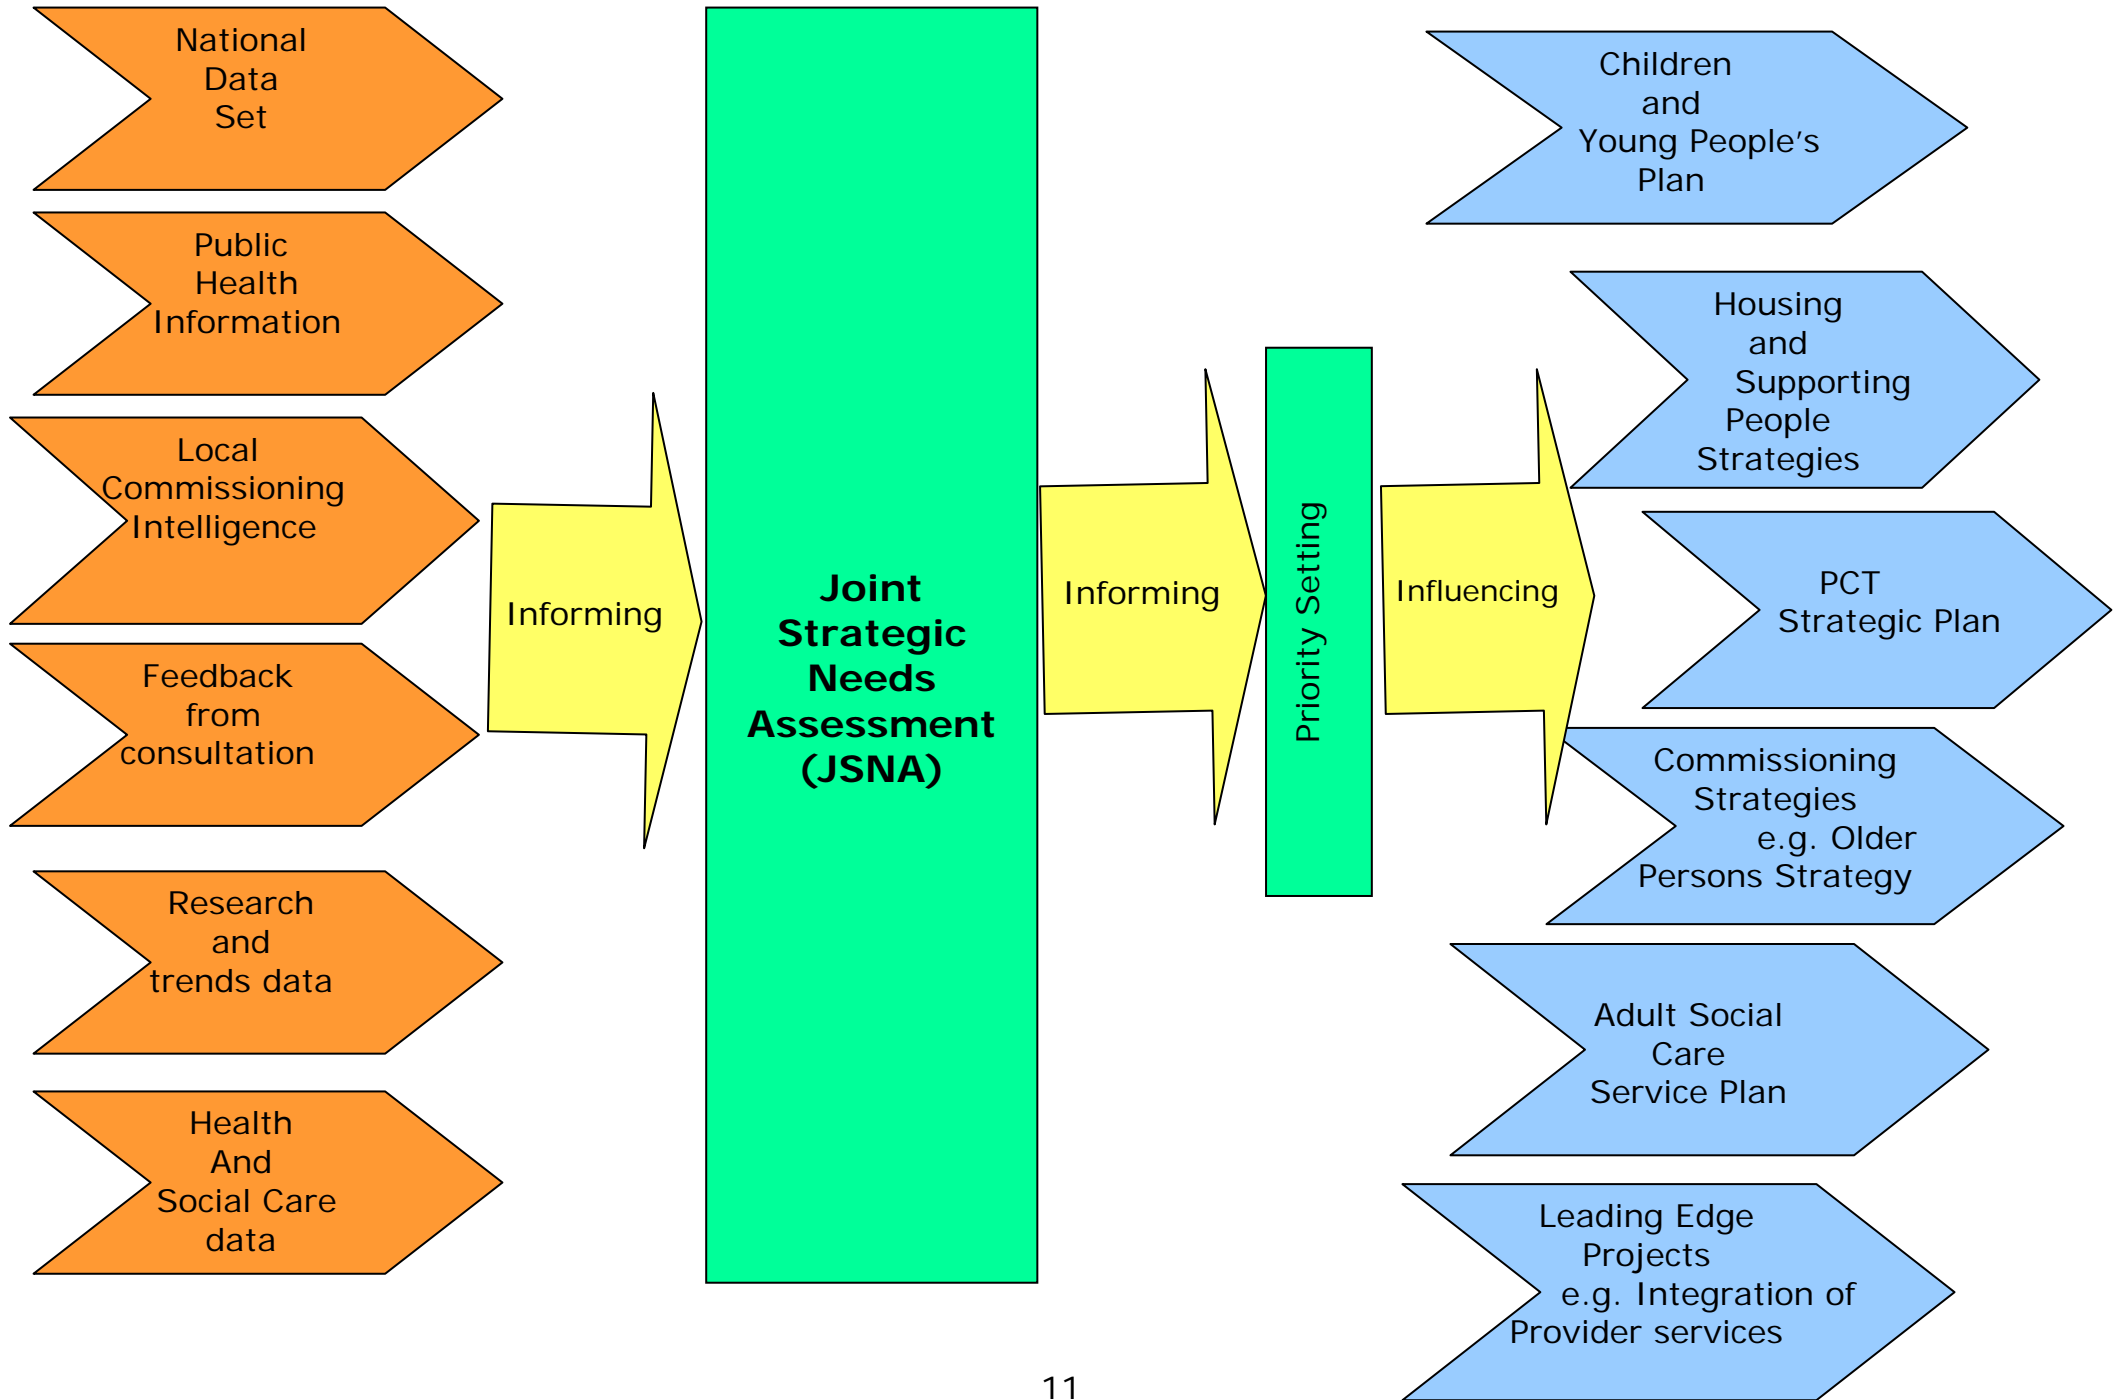 National
Data
Set
Public
Health
Information
Local
Commissioning
Intelligence
Feedback
from
consultation
Research
and
trends data
Health
And
Social Care
data
Informing
Joint
Strategic
Needs
Assessment
(JSNA)
Informing
Priority Setting
Influencing
Children
and
Young People's
Plan
Housing
and
Supporting
People
Strategies
PCT
Strategic Plan
Commissioning
Strategies
e.g. Older
Persons Strategy
Adult Social
Care
Service Plan
Leading Edge
Projects
e.g. Integration of
Provider services
11